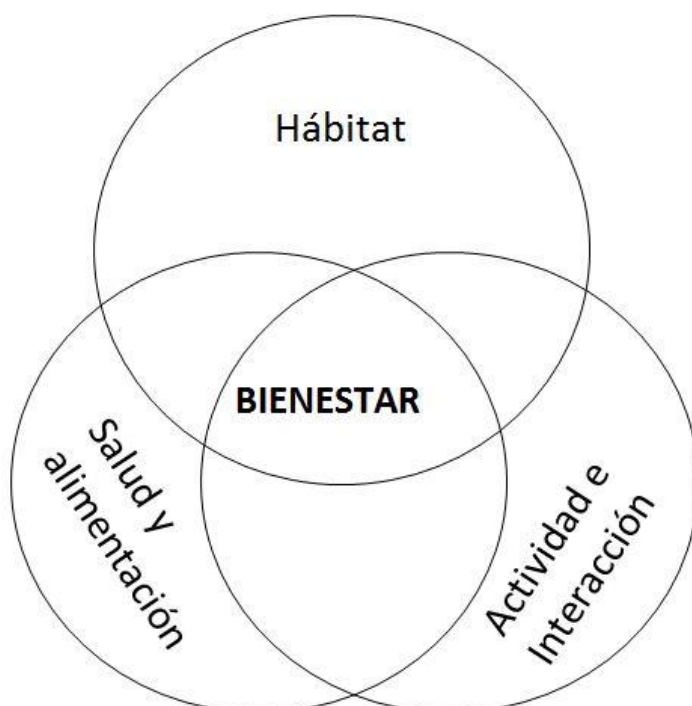 Hábitat
BIENESTAR
Salud y
alimentación
Actividad e
Interacción